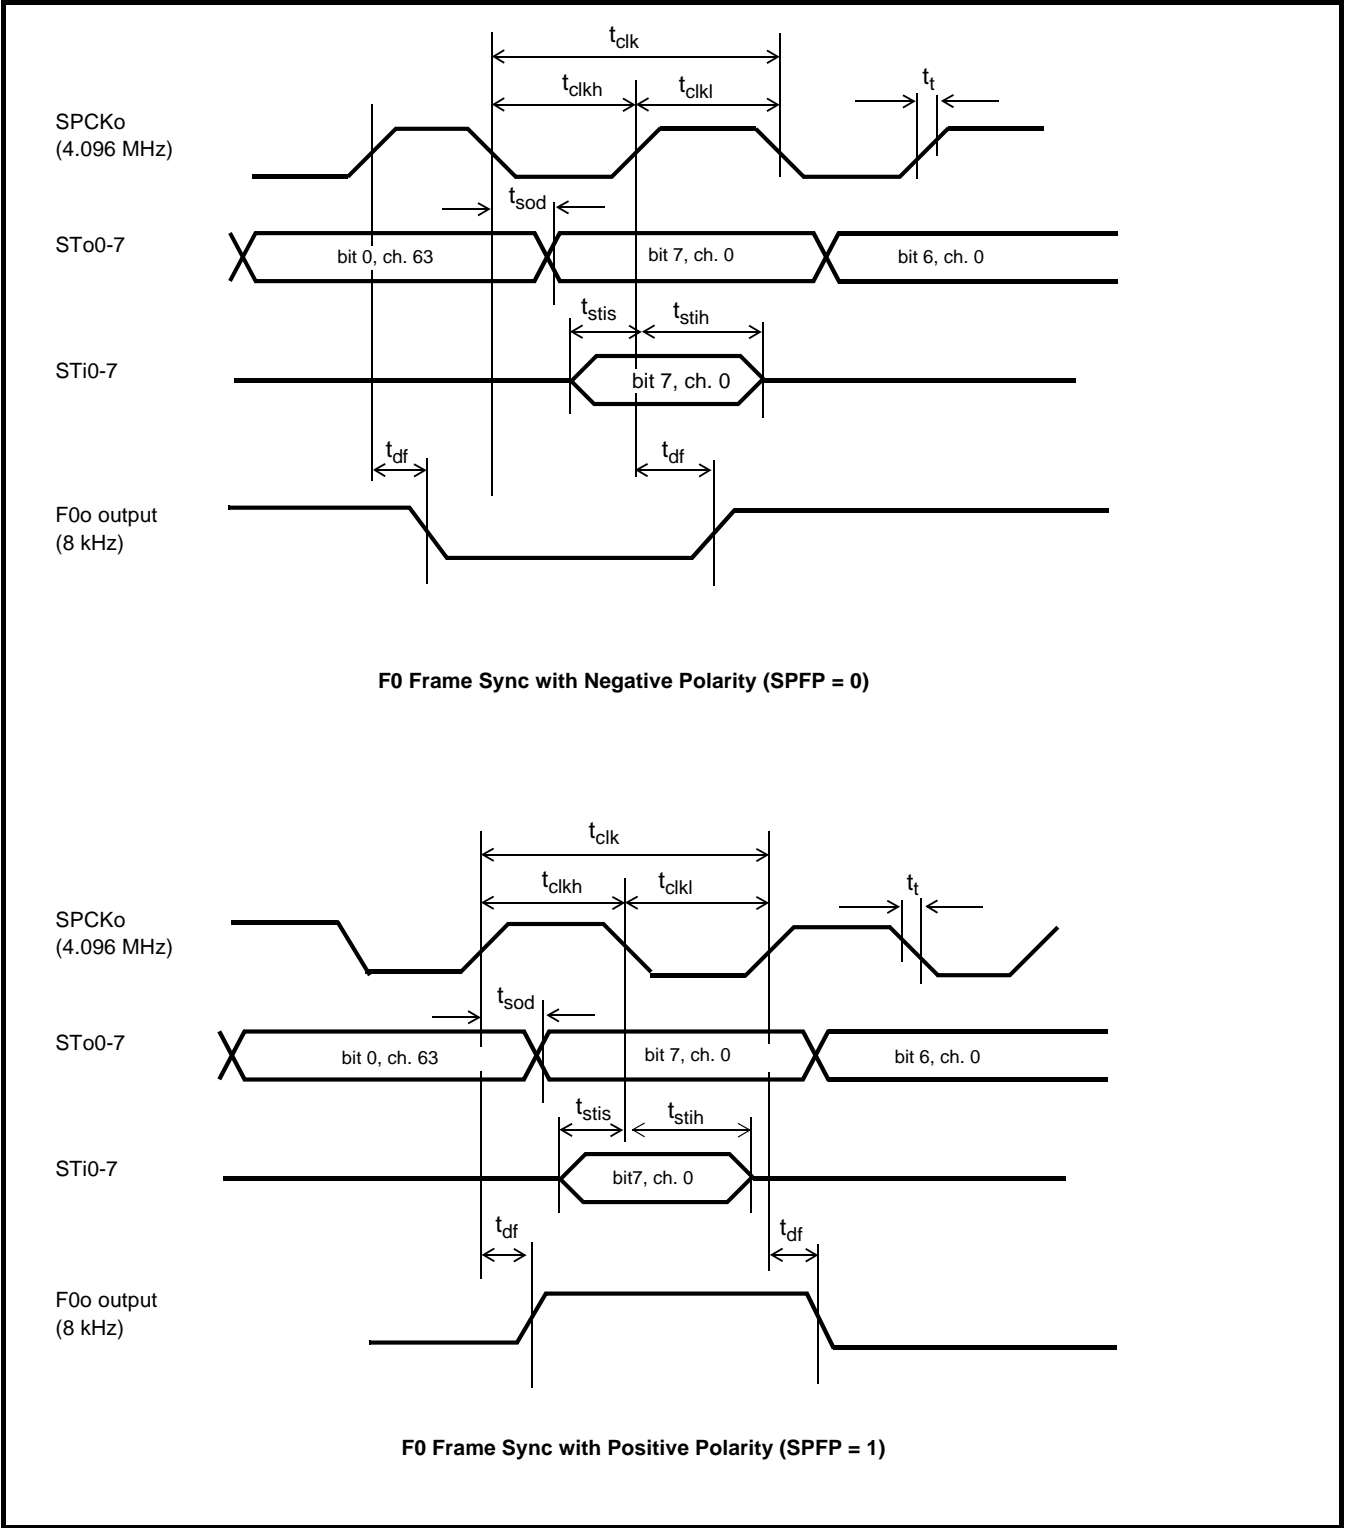 tclk
tclkh
tclkl
tt
SPCKo
(4.096 MHz)
tsod
STo0-7
bit 0, ch. 63
bit 7, ch. 0
bit 6, ch. 0
tstis
tstih
STi0-7
bit 7, ch. 0
tdf
tdf
F0o output
(8 kHz)
F0 Frame Sync with Negative Polarity (SPFP = 0)
tclk
tclkh
tclkl
tt
SPCKo
(4.096 MHz)
tsod
STo0-7
bit 0, ch. 63
bit 7, ch. 0
bit 6, ch. 0
tstis
tstih
STi0-7
bit7, ch. 0
tdf
tdf
F0o output
(8 kHz)
F0 Frame Sync with Positive Polarity (SPFP = 1)